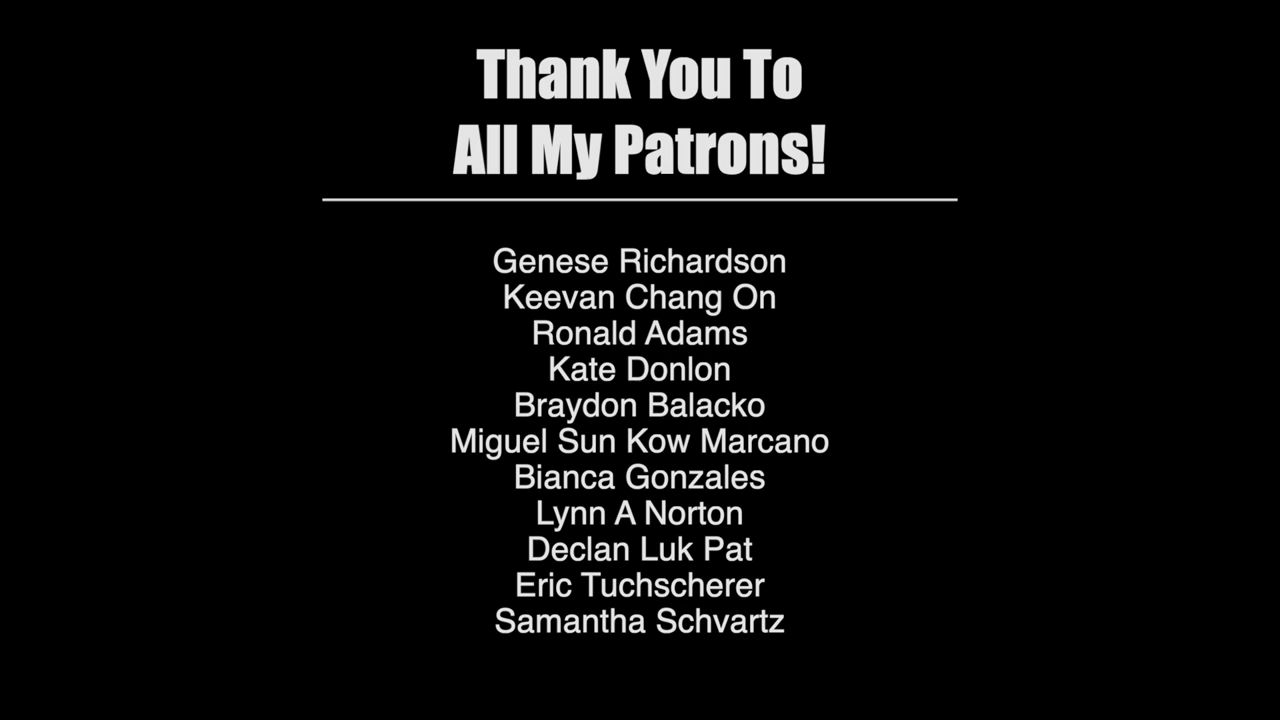 Thank You To
All My Patrons!
Genese Richardson
Keevan Chang On
Ronald Adams
Kate Donlon
Braydon Balacko
Miguel Sun Kow Marcano
Bianca Gonzales
Lynn A Norton
Declan Luk Pat
Eric Tuchscherer
Samantha Schvartz